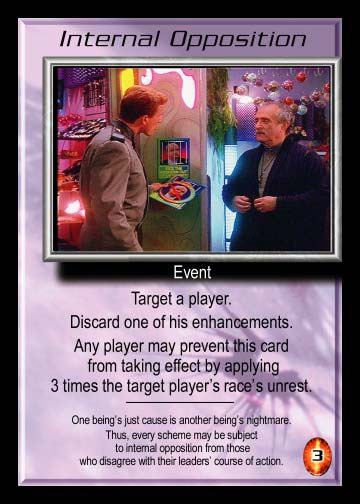 Internal Opposition
Event
Target a player.
Discard one of his enhancements.
Any player may prevent this card
from taking effect by applying
3 times the target player's race's unrest.
One being's just cause is another being's nightmare.
Thus, every scheme may be subject
to internal opposition from those
who disagree with their leaders' course of action.
3